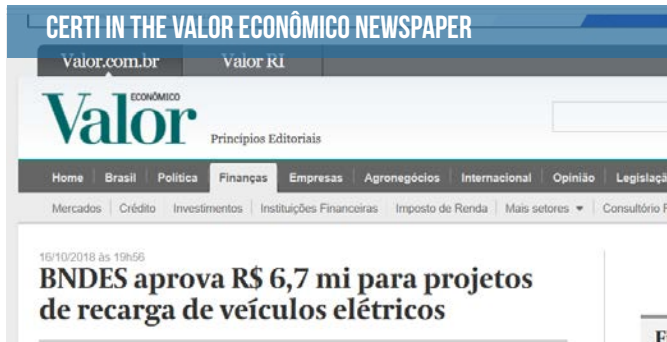 CERTI IN THE VALOR ECONÔMICO NEWSPAPER
Valor.com.br Valor RI
Valor ECONÔMICO
Princípios Editoriais
Home Brasil Política Finanças Empresas Agronegócios Internacional Opinião Legislaçã
Mercados Crédito Investimentos Instituições Financeiras Imposto de Renda Mais setores Consultório F
16/10/2018 às 19h56
BNDES aprova R$ 6,7 mi para projetos
de recarga de veículos elétricos